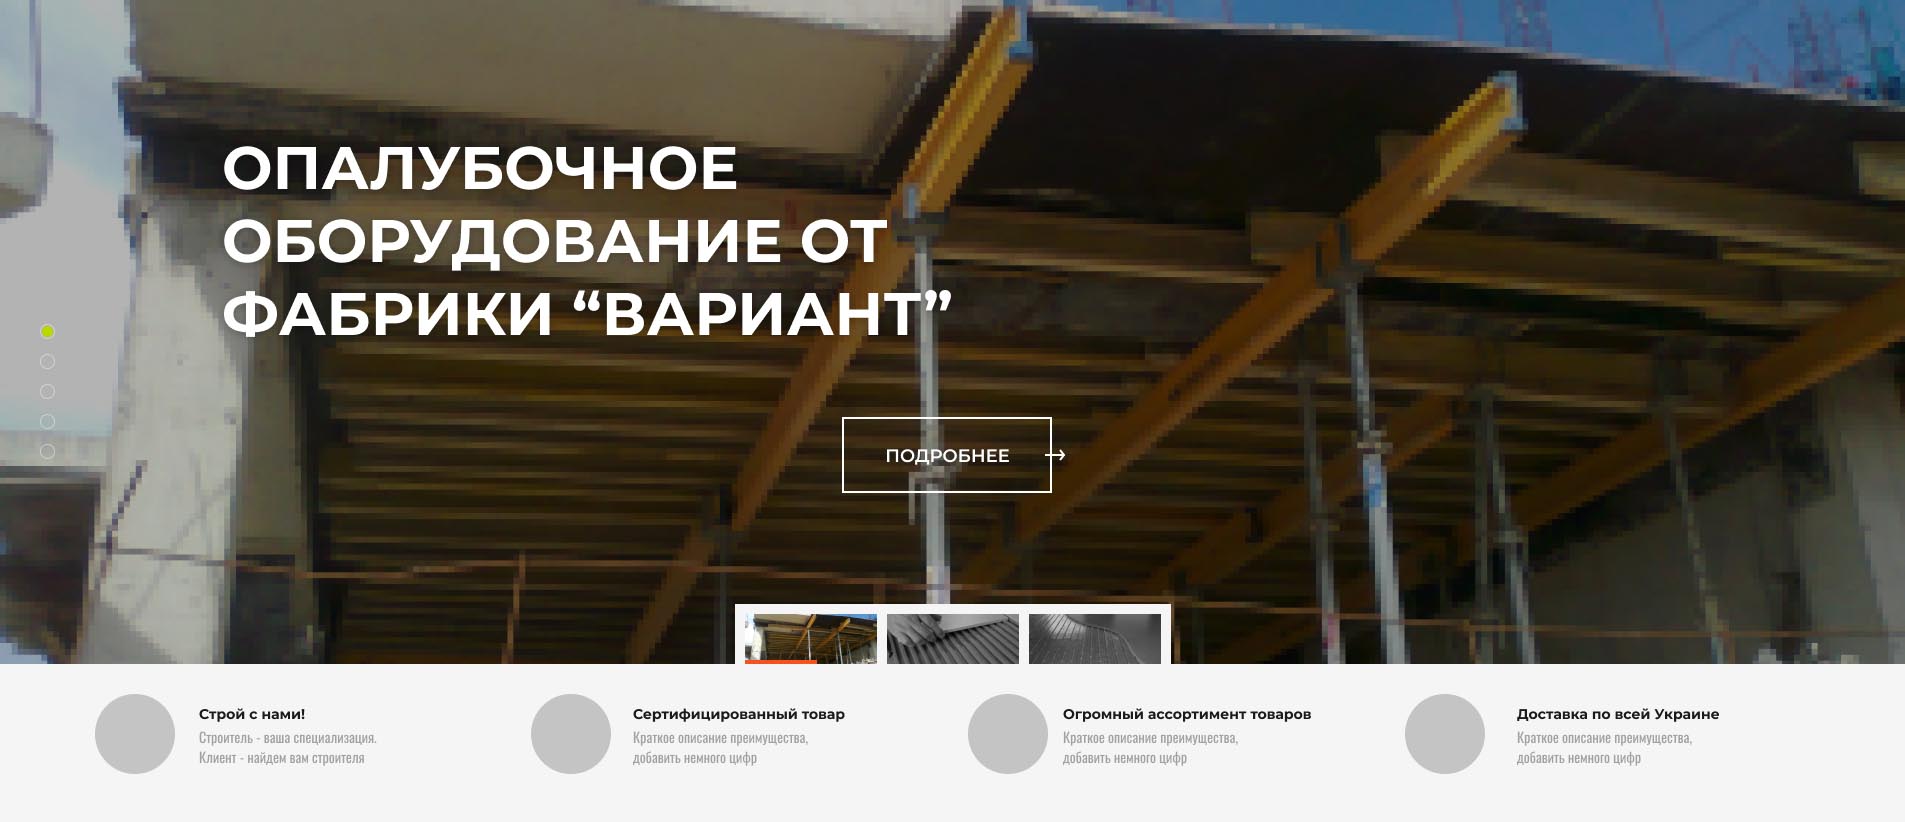 ОПАЛУБОЧНОЕ
ОБОРУДОВАНИЕ ОТ
ФАБРИКИ “ВАРИАНТ”
ПОДРОБНЕЕ
Строй с нами!
Строитель - ваша специализация.
Клиент - найдем вам строителя
Сертифицированный товар
Краткое описание преимущества,
добавить немного цифр
Огромный ассортимент товаров
Краткое описание преимущества,
добавить немного цифр
Доставка по всей Украине
Краткое описание преимущества,
добавить немного цифр